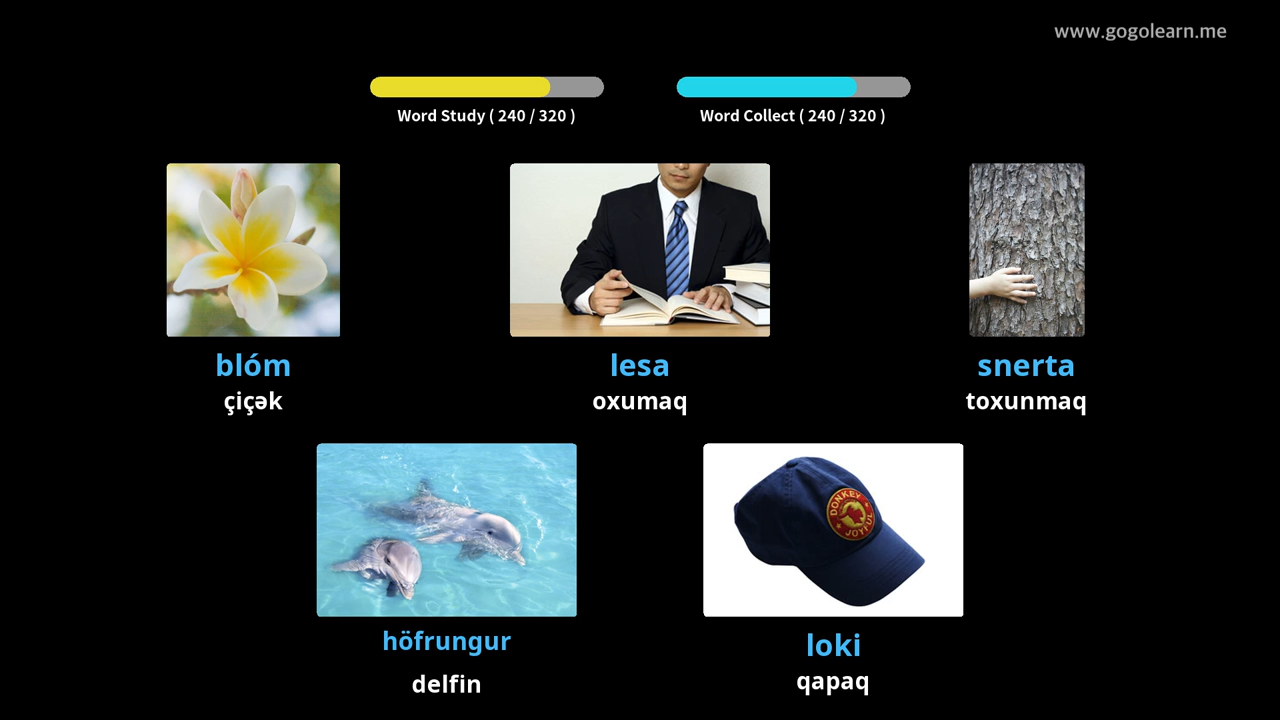 www.gogolearn.me
Word Study ( 240 / 320 )
Word Collect ( 240 / 320 )
blóm
çiçək
lesa
oxumaq
snerta
toxunmaq
DONKEY
JOYFUL
höfrungur
delfin
loki
qapaq